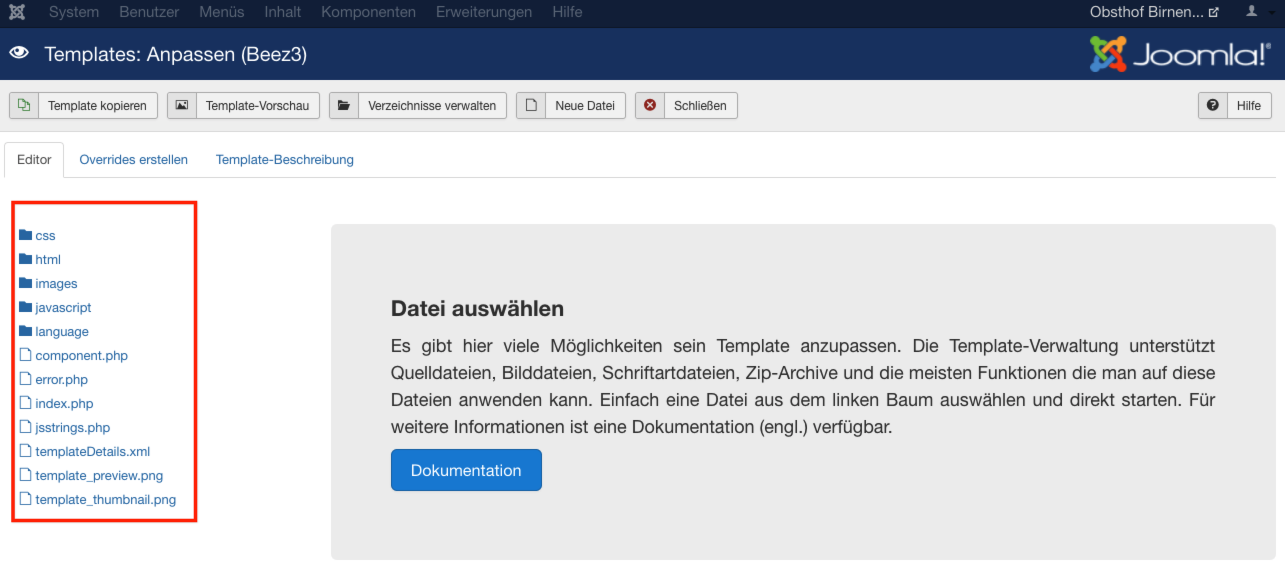 System Benutzer Menüs Inhalt Komponenten Erweiterungen Hilfe Obsthof Birnen...
Templates: Anpassen (Beez3) Joomla!®
Template kopieren Template-Vorschau Verzeichnisse verwalten Neue Datei Schließen Hilfe
Editor Overrides erstellen Template-Beschreibung
css
html
images
javascript
language
component.php
error.php
index.php
jsstrings.php
templateDetails.xml
template_preview.png
template_thumbnail.png
Datei auswählen
Es gibt hier viele Möglichkeiten sein Template anzupassen. Die Template-Verwaltung unterstützt
Quelldateien, Bilddateien, Schriftartdateien, Zip-Archive und die meisten Funktionen die man auf diese
Dateien anwenden kann. Einfach eine Datei aus dem linken Baum auswählen und direkt starten. Für
weitere Informationen ist eine Dokumentation (engl.) verfügbar.
Dokumentation